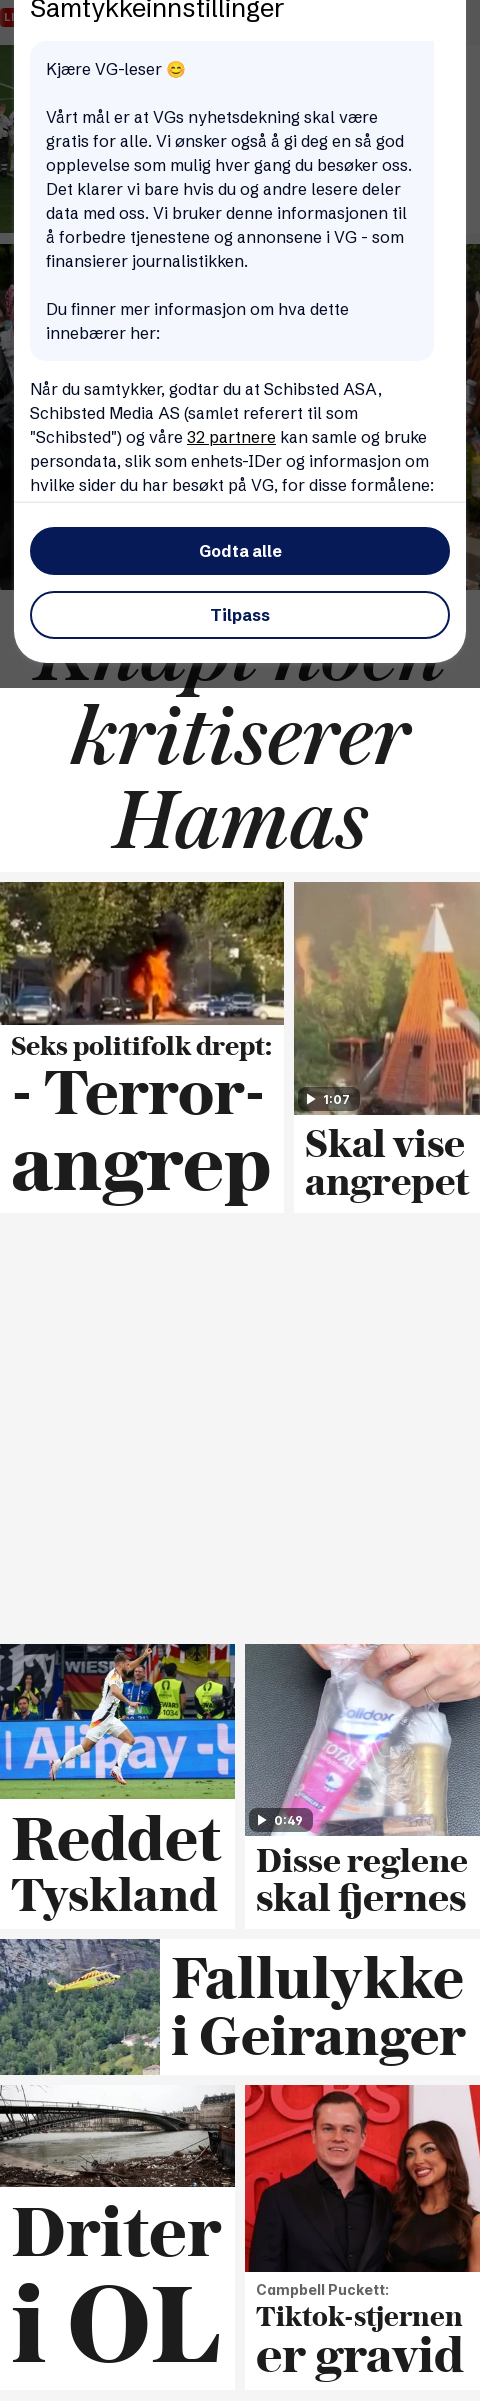 Samtykkeinnstillinger
Kjære VG-leser 😊
Vårt mål er at VGs nyhetsdekning skal være
gratis for alle. Vi ønsker også å gi deg en så god
opplevelse som mulig hver gang du besøker oss.
Det klarer vi bare hvis du og andre lesere deler
data med oss. Vi bruker denne informasjonen til
å forbedre tjenestene og annonsene i VG - som
finansierer journalistikken.
Du finner mer informasjon om hva dette
innebærer her:
Når du samtykker, godtar du at Schibsted ASA,
Schibsted Media AS (samlet referert til som
"Schibsted") og våre 32 partnere kan samle og bruke
persondata, slik som enhets-IDer og informasjon om
hvilke sider du har besøkt på VG, for disse formålene:
Godta alle
Tilpass
Knapt noen
kritiserer
Hamas
Seks politifolk drept:
- Terror-
angrep
1:07
Skal vise
angrepet
WIES
Alipay
Reddet
Tyskland
Solidox
TOTAL
0:49
Disse reglene
skal fjernes
Fallulykke
i Geiranger
Driter
i OL
Campbell Puckett:
Tiktok-stjernen
er gravid